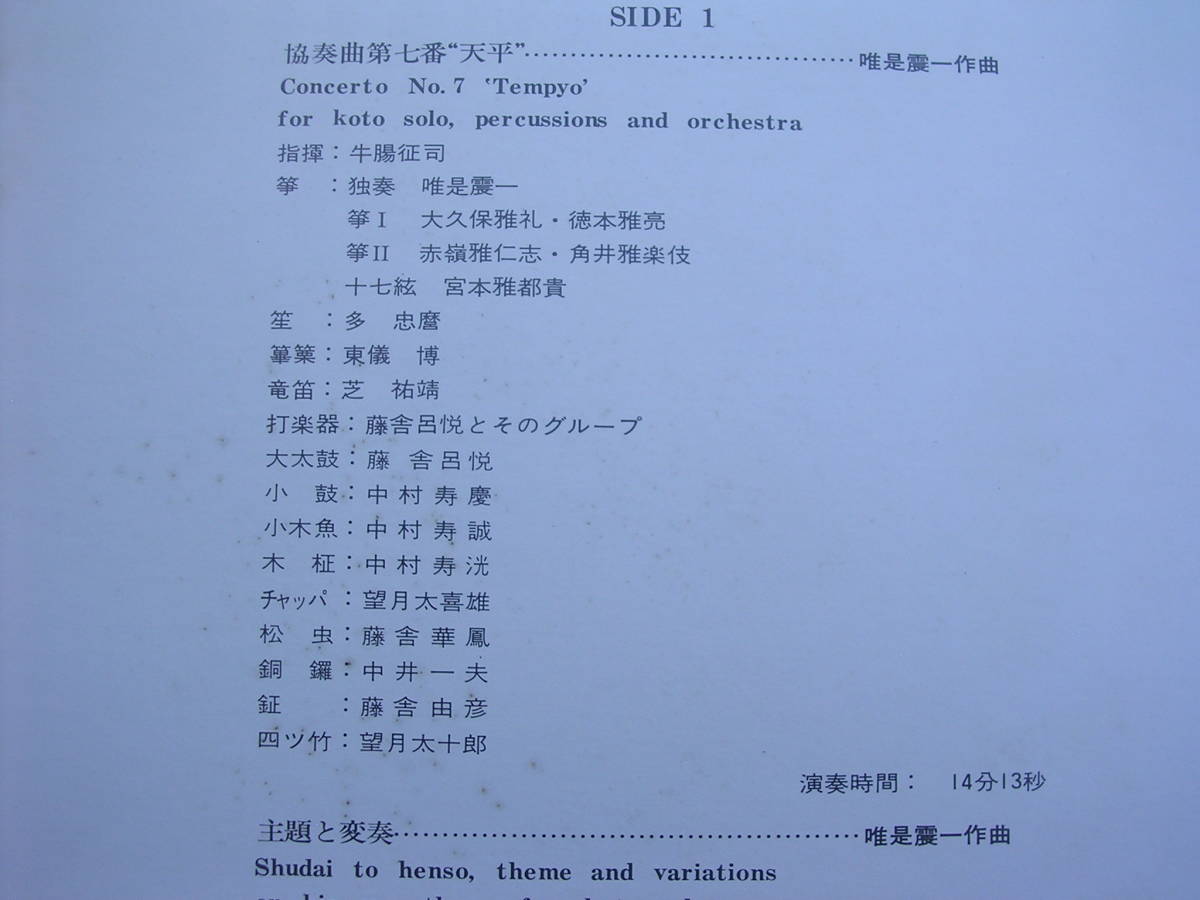 SIDE 1
協奏曲第七番“天平”……………………………唯是震一作曲
Concerto No. 7 ‘Tempyo’
for koto solo, percussions and orchestra
指揮：牛腸征司
箏　：独奏　唯是震一
箏I　大久保雅礼・徳本雅亮
箏II　赤嶺雅仁志・角井雅楽伎
十七絃　宮本雅都貴
笙　：多　忠麿
篳篥：東儀　博
竜笛：芝　祐靖
打楽器：藤舎呂悦とそのグループ
大太鼓：藤　舎呂悦
小　鼓：中村寿慶
小木魚：中村寿誠
木　柾：中村寿洸
チャッパ：望月太喜雄
松　虫：藤舎華鳳
銅　鑼：中井一夫
鉦　　：藤舎由彦
四ツ竹：望月太十郎
演奏時間：　14分13秒
主題と変奏……………………………………唯是震一作曲
Shudai to henso, theme and variations